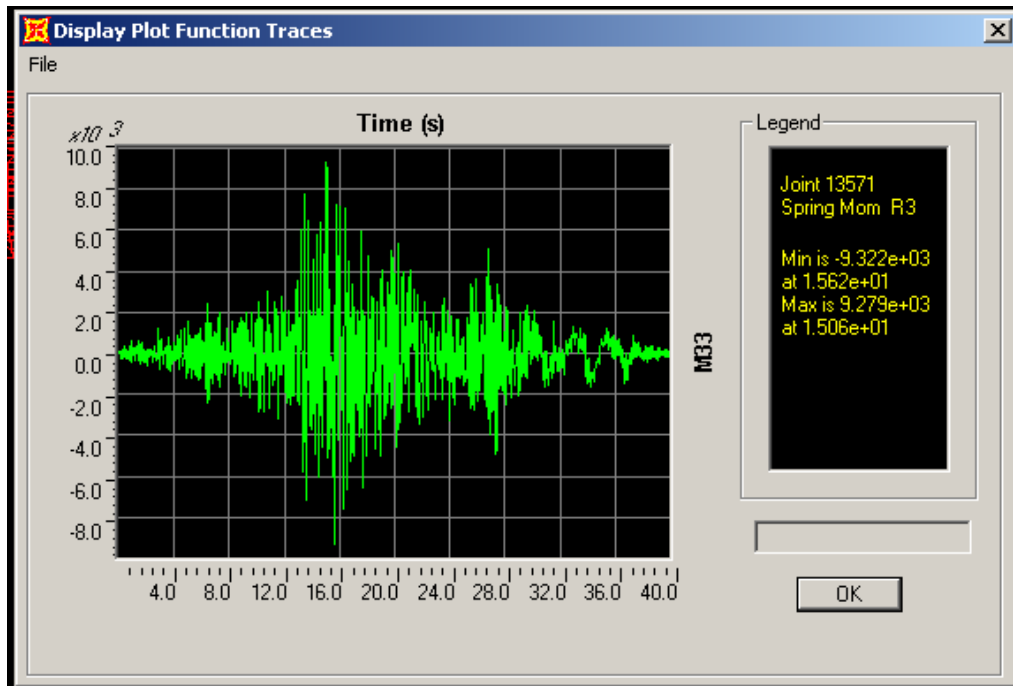 Display Plot Function Traces
File
Time (s)
x10 3
10.0
8.0
6.0
4.0
2.0
0.0
-2.0
-4.0
-6.0
-8.0
4.0 8.0 12.0 16.0 20.0 24.0 28.0 32.0 36.0 40.0
M33
Legend
Joint 13571
Spring Mom R3
Min is -9.322e+03
at 1.562e+01
Max is 9.279e+03
at 1.506e+01
OK